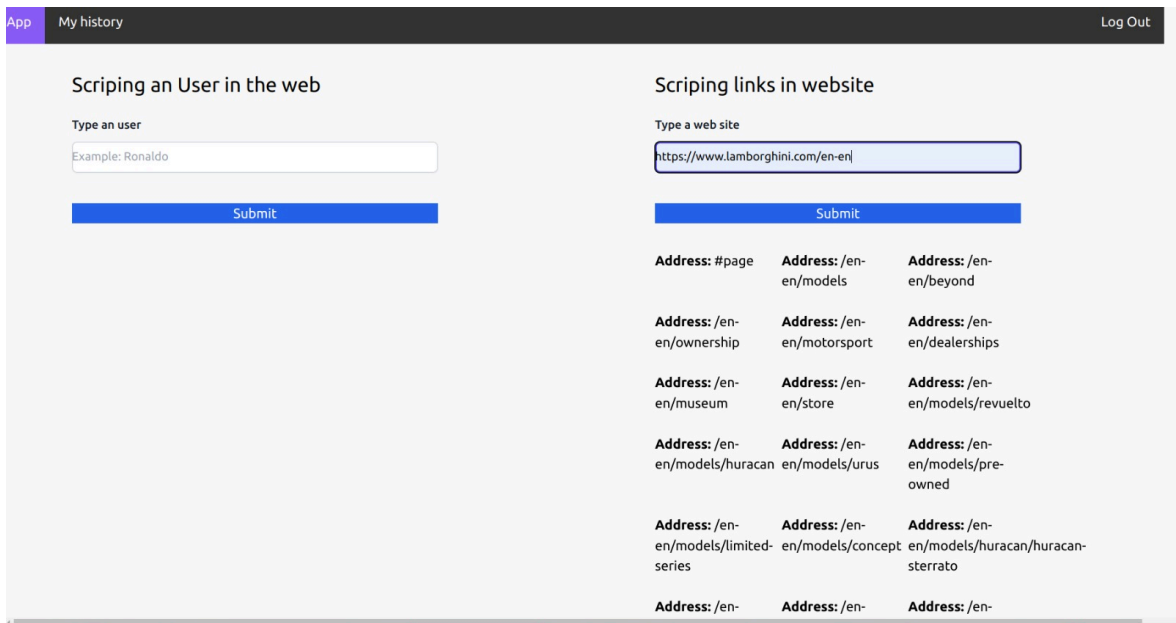 App My history Log Out
Scriping an User in the web
Type an user
Example: Ronaldo
Submit
Scriping links in website
Type a web site
https://www.lamborghini.com/en-en
Submit
Address: #page Address: /en- Address: /en-
en/models en/beyond
Address: /en- Address: /en- Address: /en-
en/ownership en/motorsport en/dealerships
Address: /en- Address: /en- Address: /en-
en/museum en/store en/models/revuelto
Address: /en- Address: /en- Address: /en-
en/models/huracan en/models/urus en/models/pre-
owned
Address: /en- Address: /en- Address: /en-
en/models/limited- en/models/concept en/models/huracan/huracan-
series sterrato
Address: /en- Address: /en- Address: /en-